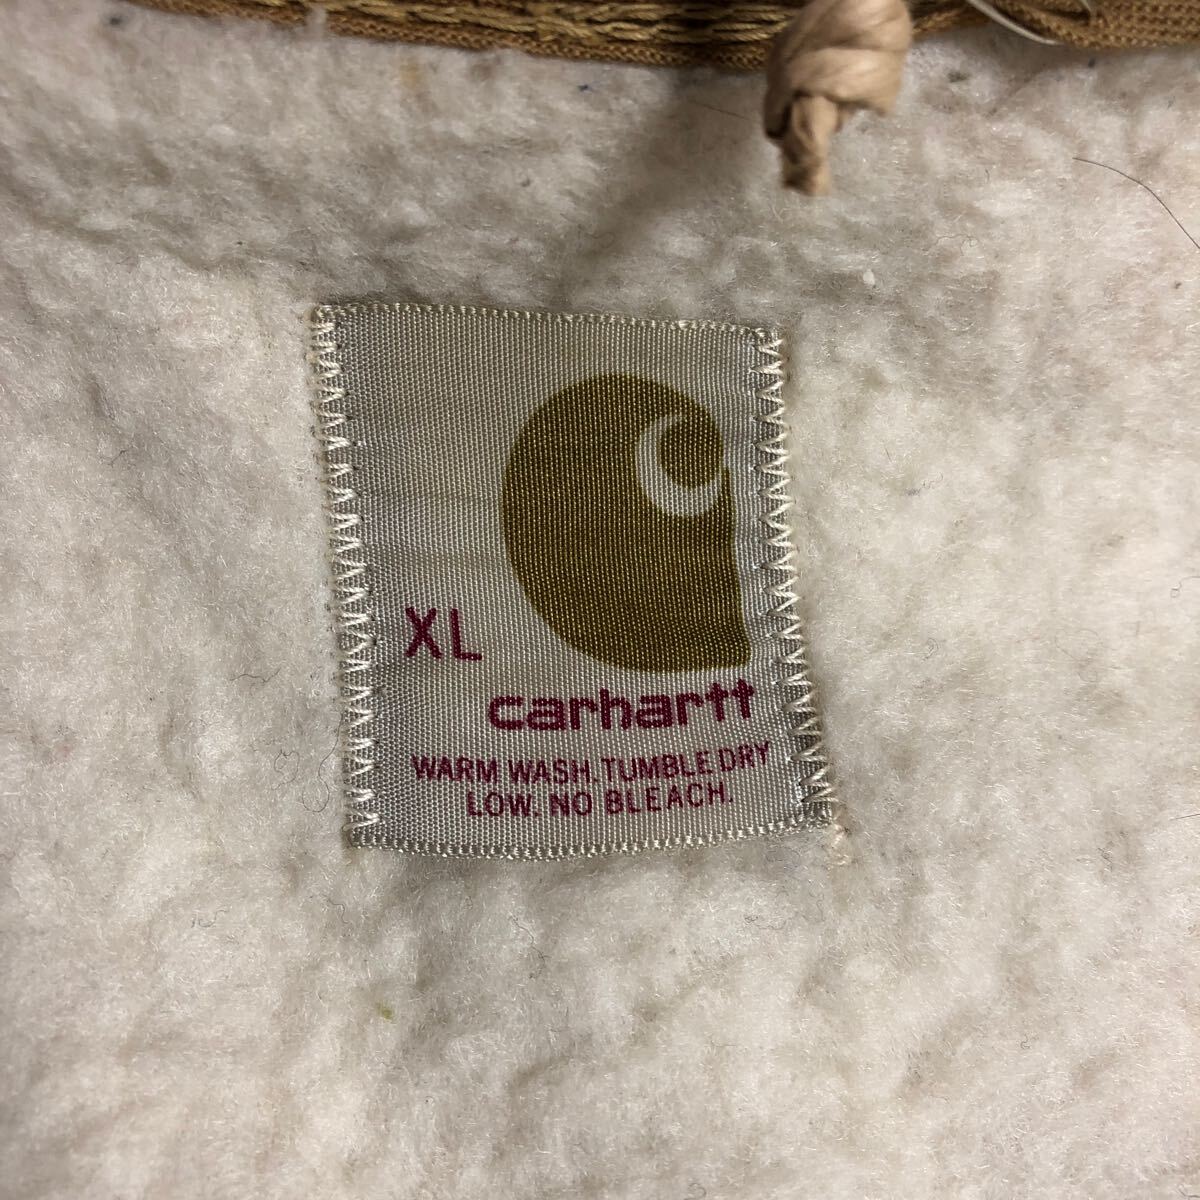 XL
carhartt
WARM WASH. TUMBLE DRY
LOW. NO BLEACH.